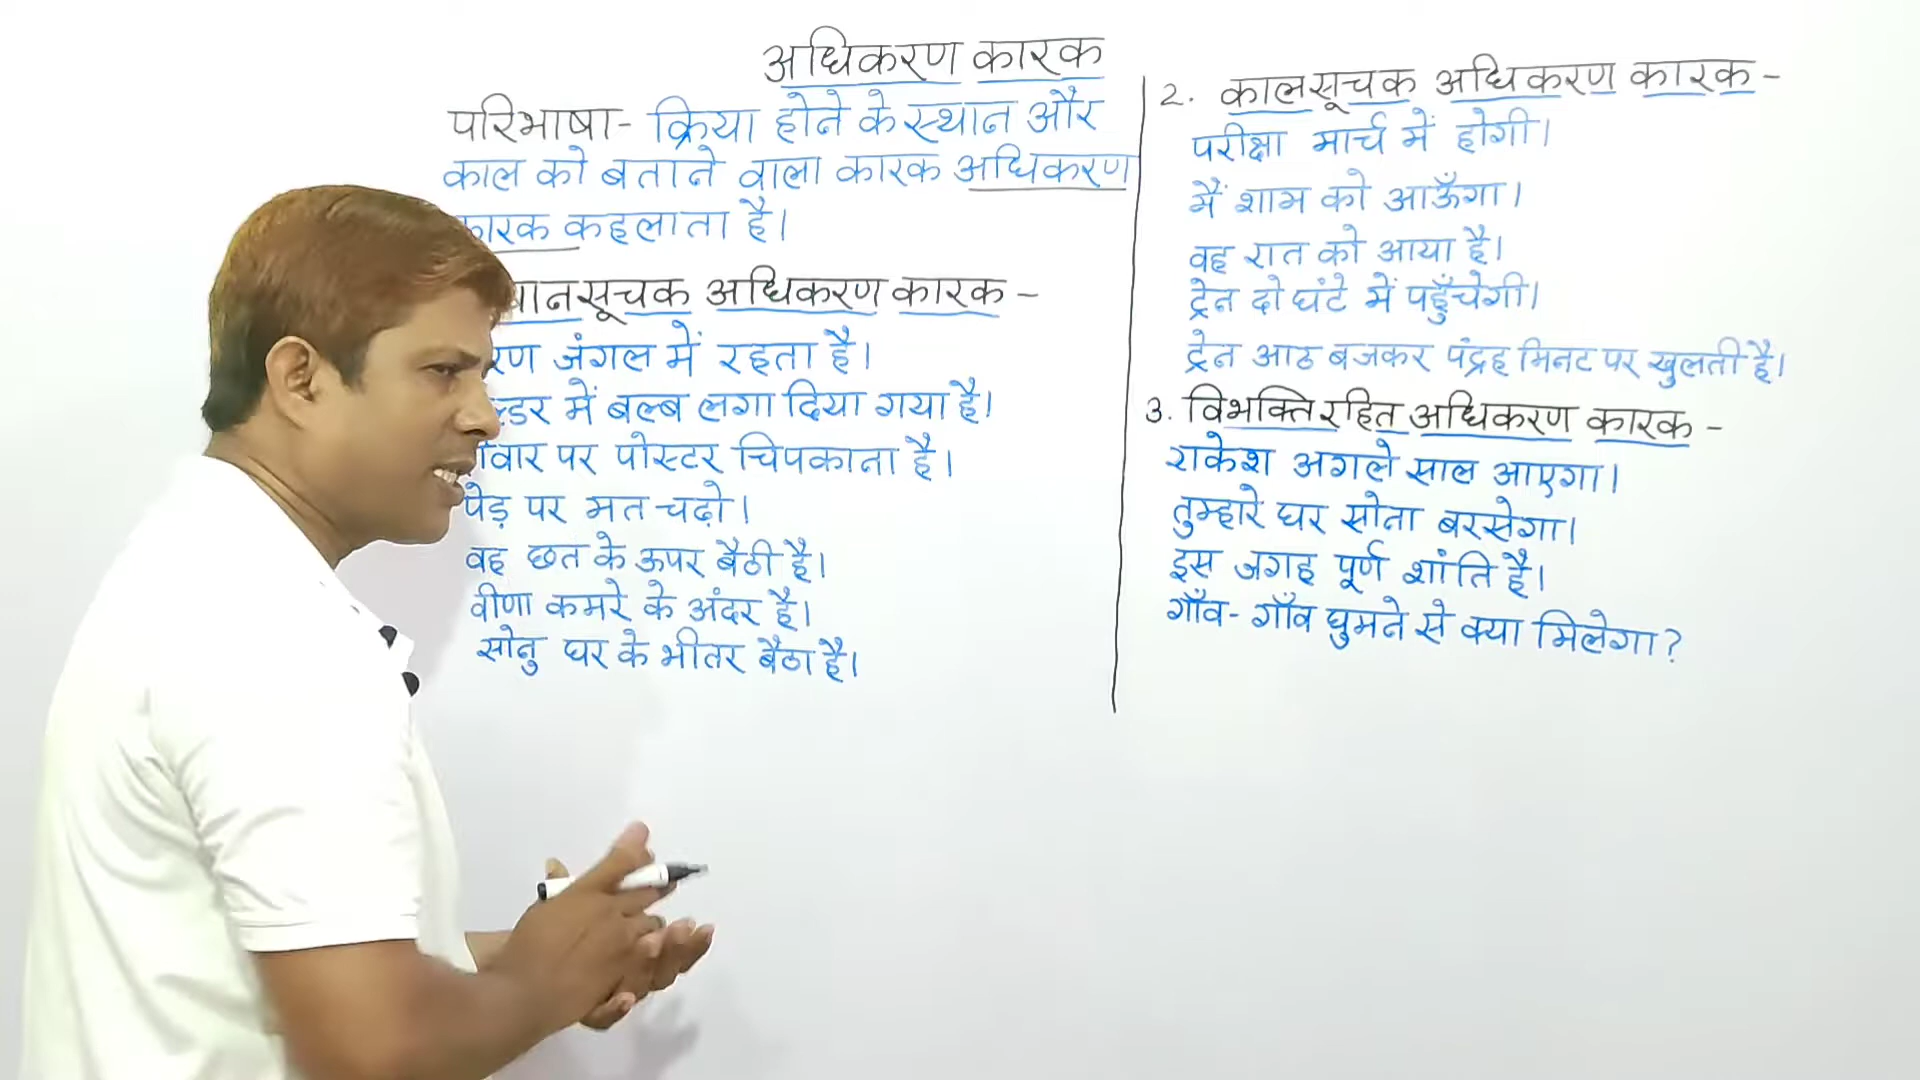 अधिकरण कारक
परिभाषा- क्रिया होने के स्थान और
काल को बताने वाला कारक अधिकरण
कारक कहलाता है।
सूचक अधिकरण कारक -
जंगल में रहता है।
में बल्ब लगा दिया गया है।
पर पोस्टर चिपकाना है।
पेड़ पर मत चढ़ो।
वह छत के ऊपर बैठी है।
वीणा कमरे के अंदर है।
सोनु घर के भीतर बैठा है।
2. कालसूचक अधिकरण कारक -
परीक्षा मार्च में होगी।
मैं शाम को आऊँगा।
वह रात को आया है।
ट्रेन दो घंटे में पहुँचेगी।
ट्रेन आठ बजकर पंद्रह मिनट पर खुलती है।
3. विभक्ति रहित अधिकरण कारक -
राकेश अगले साल आएगा।
तुम्हारे घर सोना बरसेगा।
इस जगह पूर्ण शांति है।
गाँव- गाँव घुमने से क्या मिलेगा?